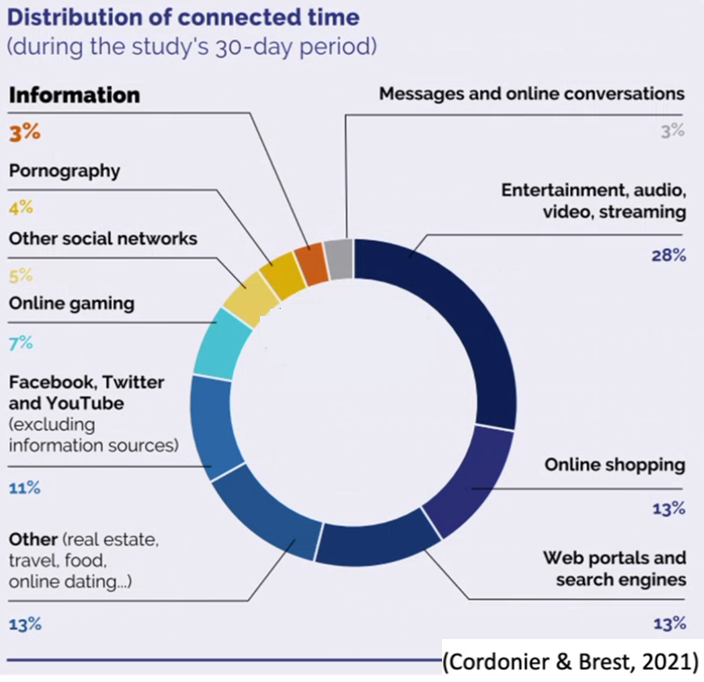 Distribution of connected time
(during the study's 30-day period)
Information
3%
Pornography
4%
Other social networks
5%
Online gaming
7%
Facebook, Twitter
and YouTube
(excluding
information sources)
11%
Other (real estate,
travel, food,
online dating...)
13%
Messages and online conversations
3%
Entertainment, audio,
video, streaming
28%
Online shopping
13%
Web portals and
search engines
13%
(Cordonier & Brest, 2021)